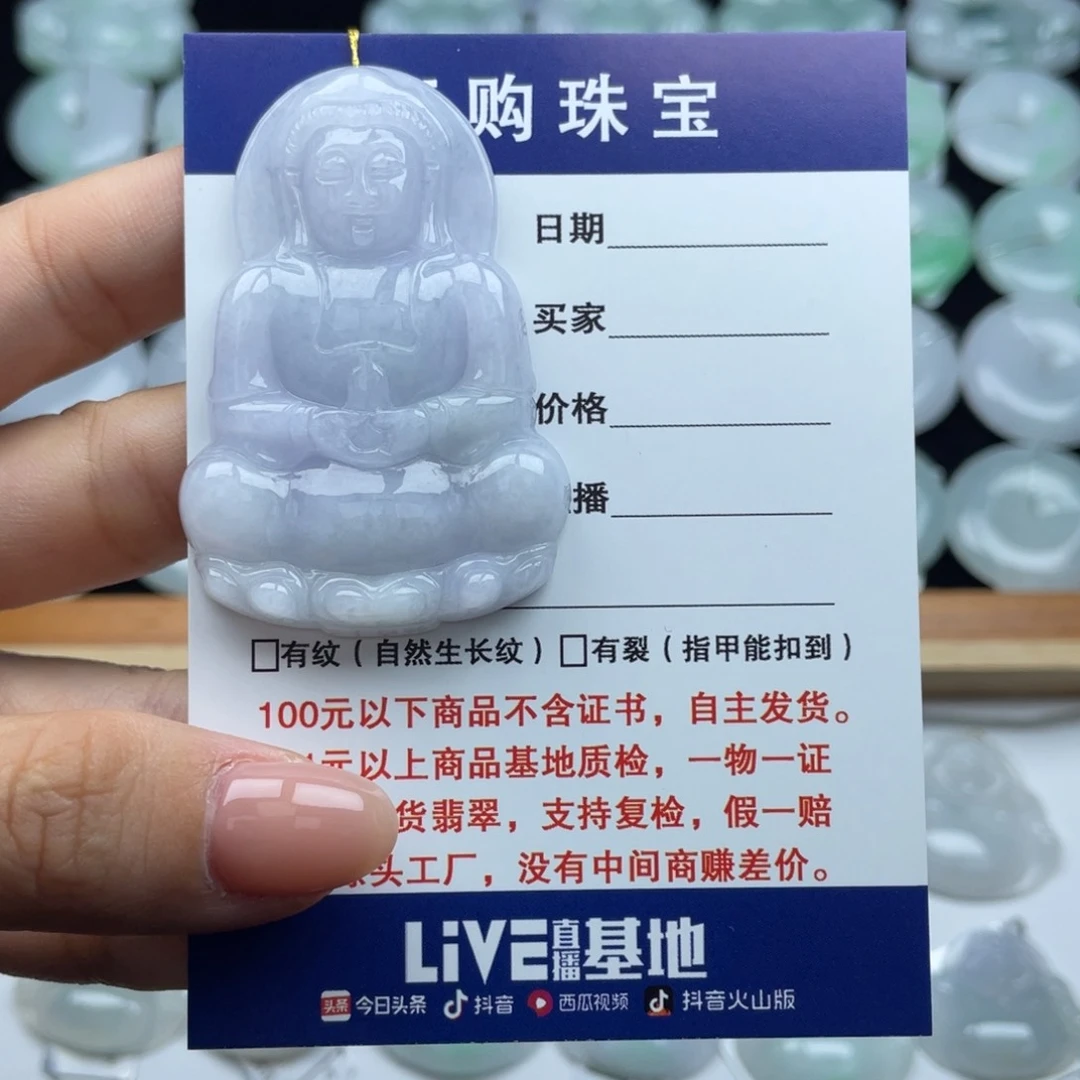 购珠宝
日期
买家
价格
播
□有纹(自然生长纹)□有裂(指甲能扣到)
100元以下商品不含证书,自主发货。
元以上商品基地质检,一物一证
货翡翠,支持复检,假一赔
头工厂,没有中间商赚差价。
LiVE直播基地
头条 今日头条 抖音 西瓜视频 抖音火山版